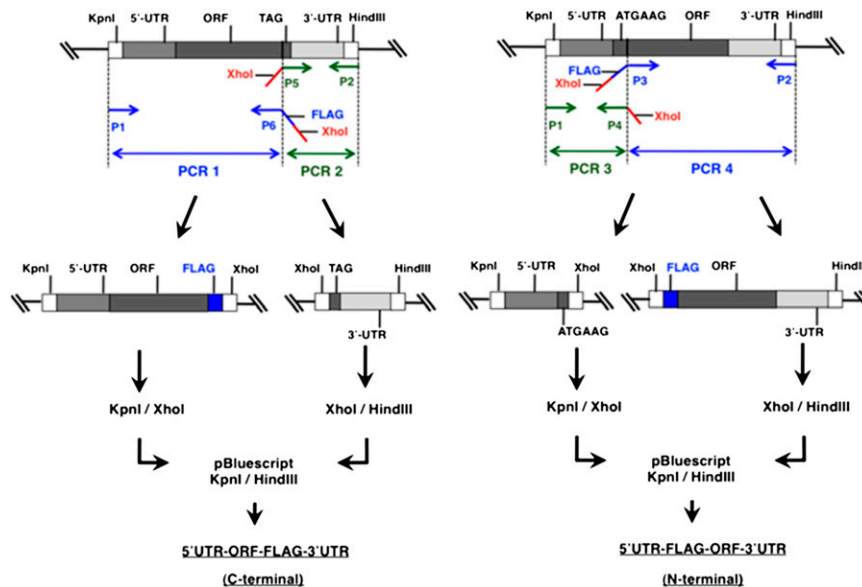 KpnI 5'-UTR ORF TAG 3'-UTR HindIII
XhoI P5 P2
P1 P6 FLAG
XhoI
PCR 1 PCR 2
KpnI 5'-UTR ORF FLAG XhoI
XhoI TAG HindIII
3'-UTR
KpnI / XhoI XhoI / HindIII
pBluescript
KpnI / HindIII
5'UTR-ORF-FLAG-3'UTR
(C-terminal)
KpnI 5'-UTR ATGAAG ORF 3'-UTR HindIII
FLAG P3 P2
XhoI
P1 P4 XhoI
PCR 3 PCR 4
KpnI 5'-UTR XhoI
ATGAAG
XhoI FLAG ORF HindIII
3'-UTR
KpnI / XhoI XhoI / HindIII
pBluescript
KpnI / HindIII
5'UTR-FLAG-ORF-3'UTR
(N-terminal)